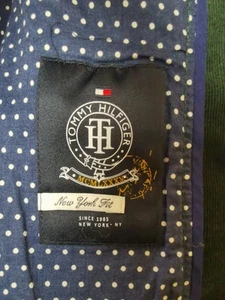 TOMMY HILFIGER
TH
MCMLXXXV
New York Fit
SINCE 1985
NEW YORK - NY